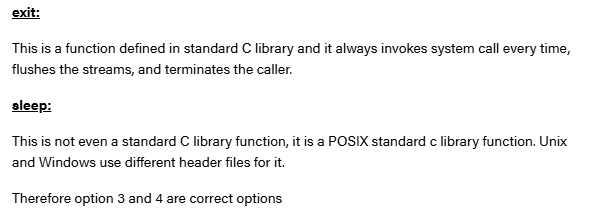 exit:
This is a function defined in standard C library and it always invokes system call every time,
flushes the streams, and terminates the caller.
sleep:
This is not even a standard C library function, it is a POSIX standard c library function. Unix
and Windows use different header files for it.
Therefore option 3 and 4 are correct options